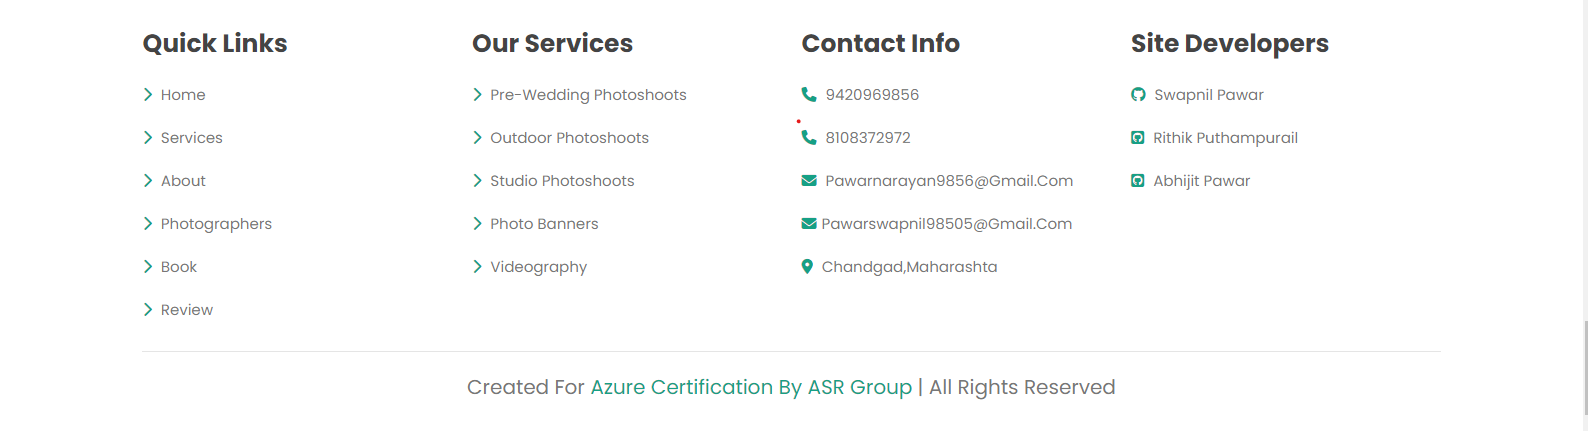 Quick Links
Home
Services
About
Photographers
Book
Review
Our Services
Pre-Wedding Photoshoots
Outdoor Photoshoots
Studio Photoshoots
Photo Banners
Videography
Contact Info
9420969856
8108372972
Pawarnarayan9856@Gmail.Com
Pawarswapnil98505@Gmail.Com
Chandgad,Maharashta
Site Developers
Swapnil Pawar
Rithik Puthampurail
Abhijit Pawar
Created For Azure Certification By ASR Group | All Rights Reserved